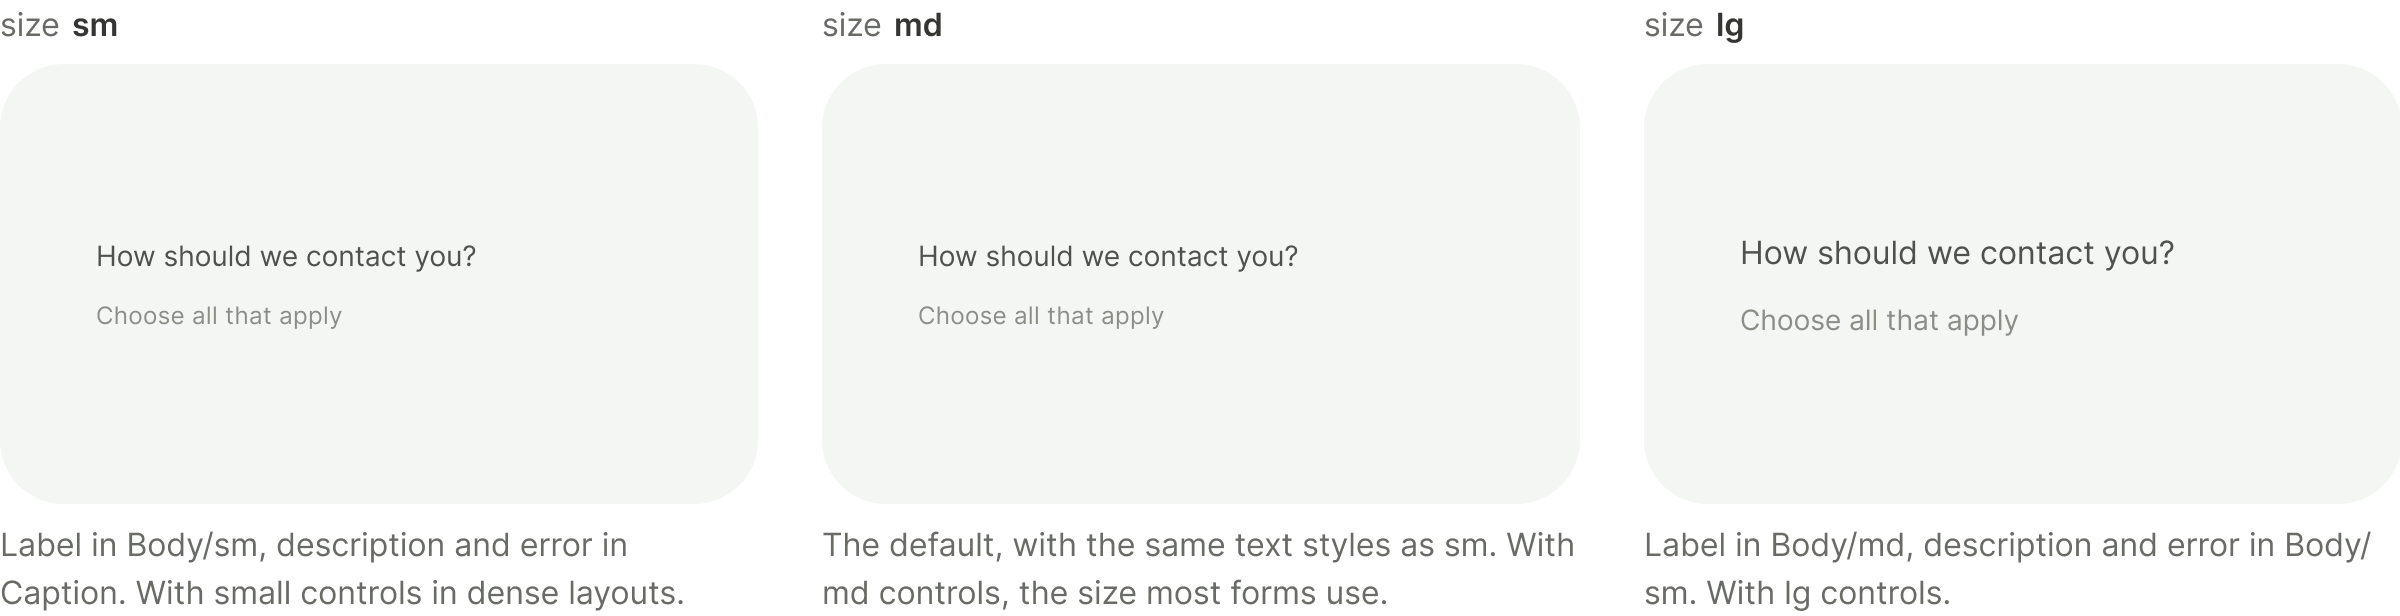 size sm
How should we contact you?
Choose all that apply
Label in Body/sm, description and error in
Caption. With small controls in dense layouts.
size md
How should we contact you?
Choose all that apply
The default, with the same text styles as sm. With
md controls, the size most forms use.
size lg
How should we contact you?
Choose all that apply
Label in Body/md, description and error in Body/
sm. With lg controls.